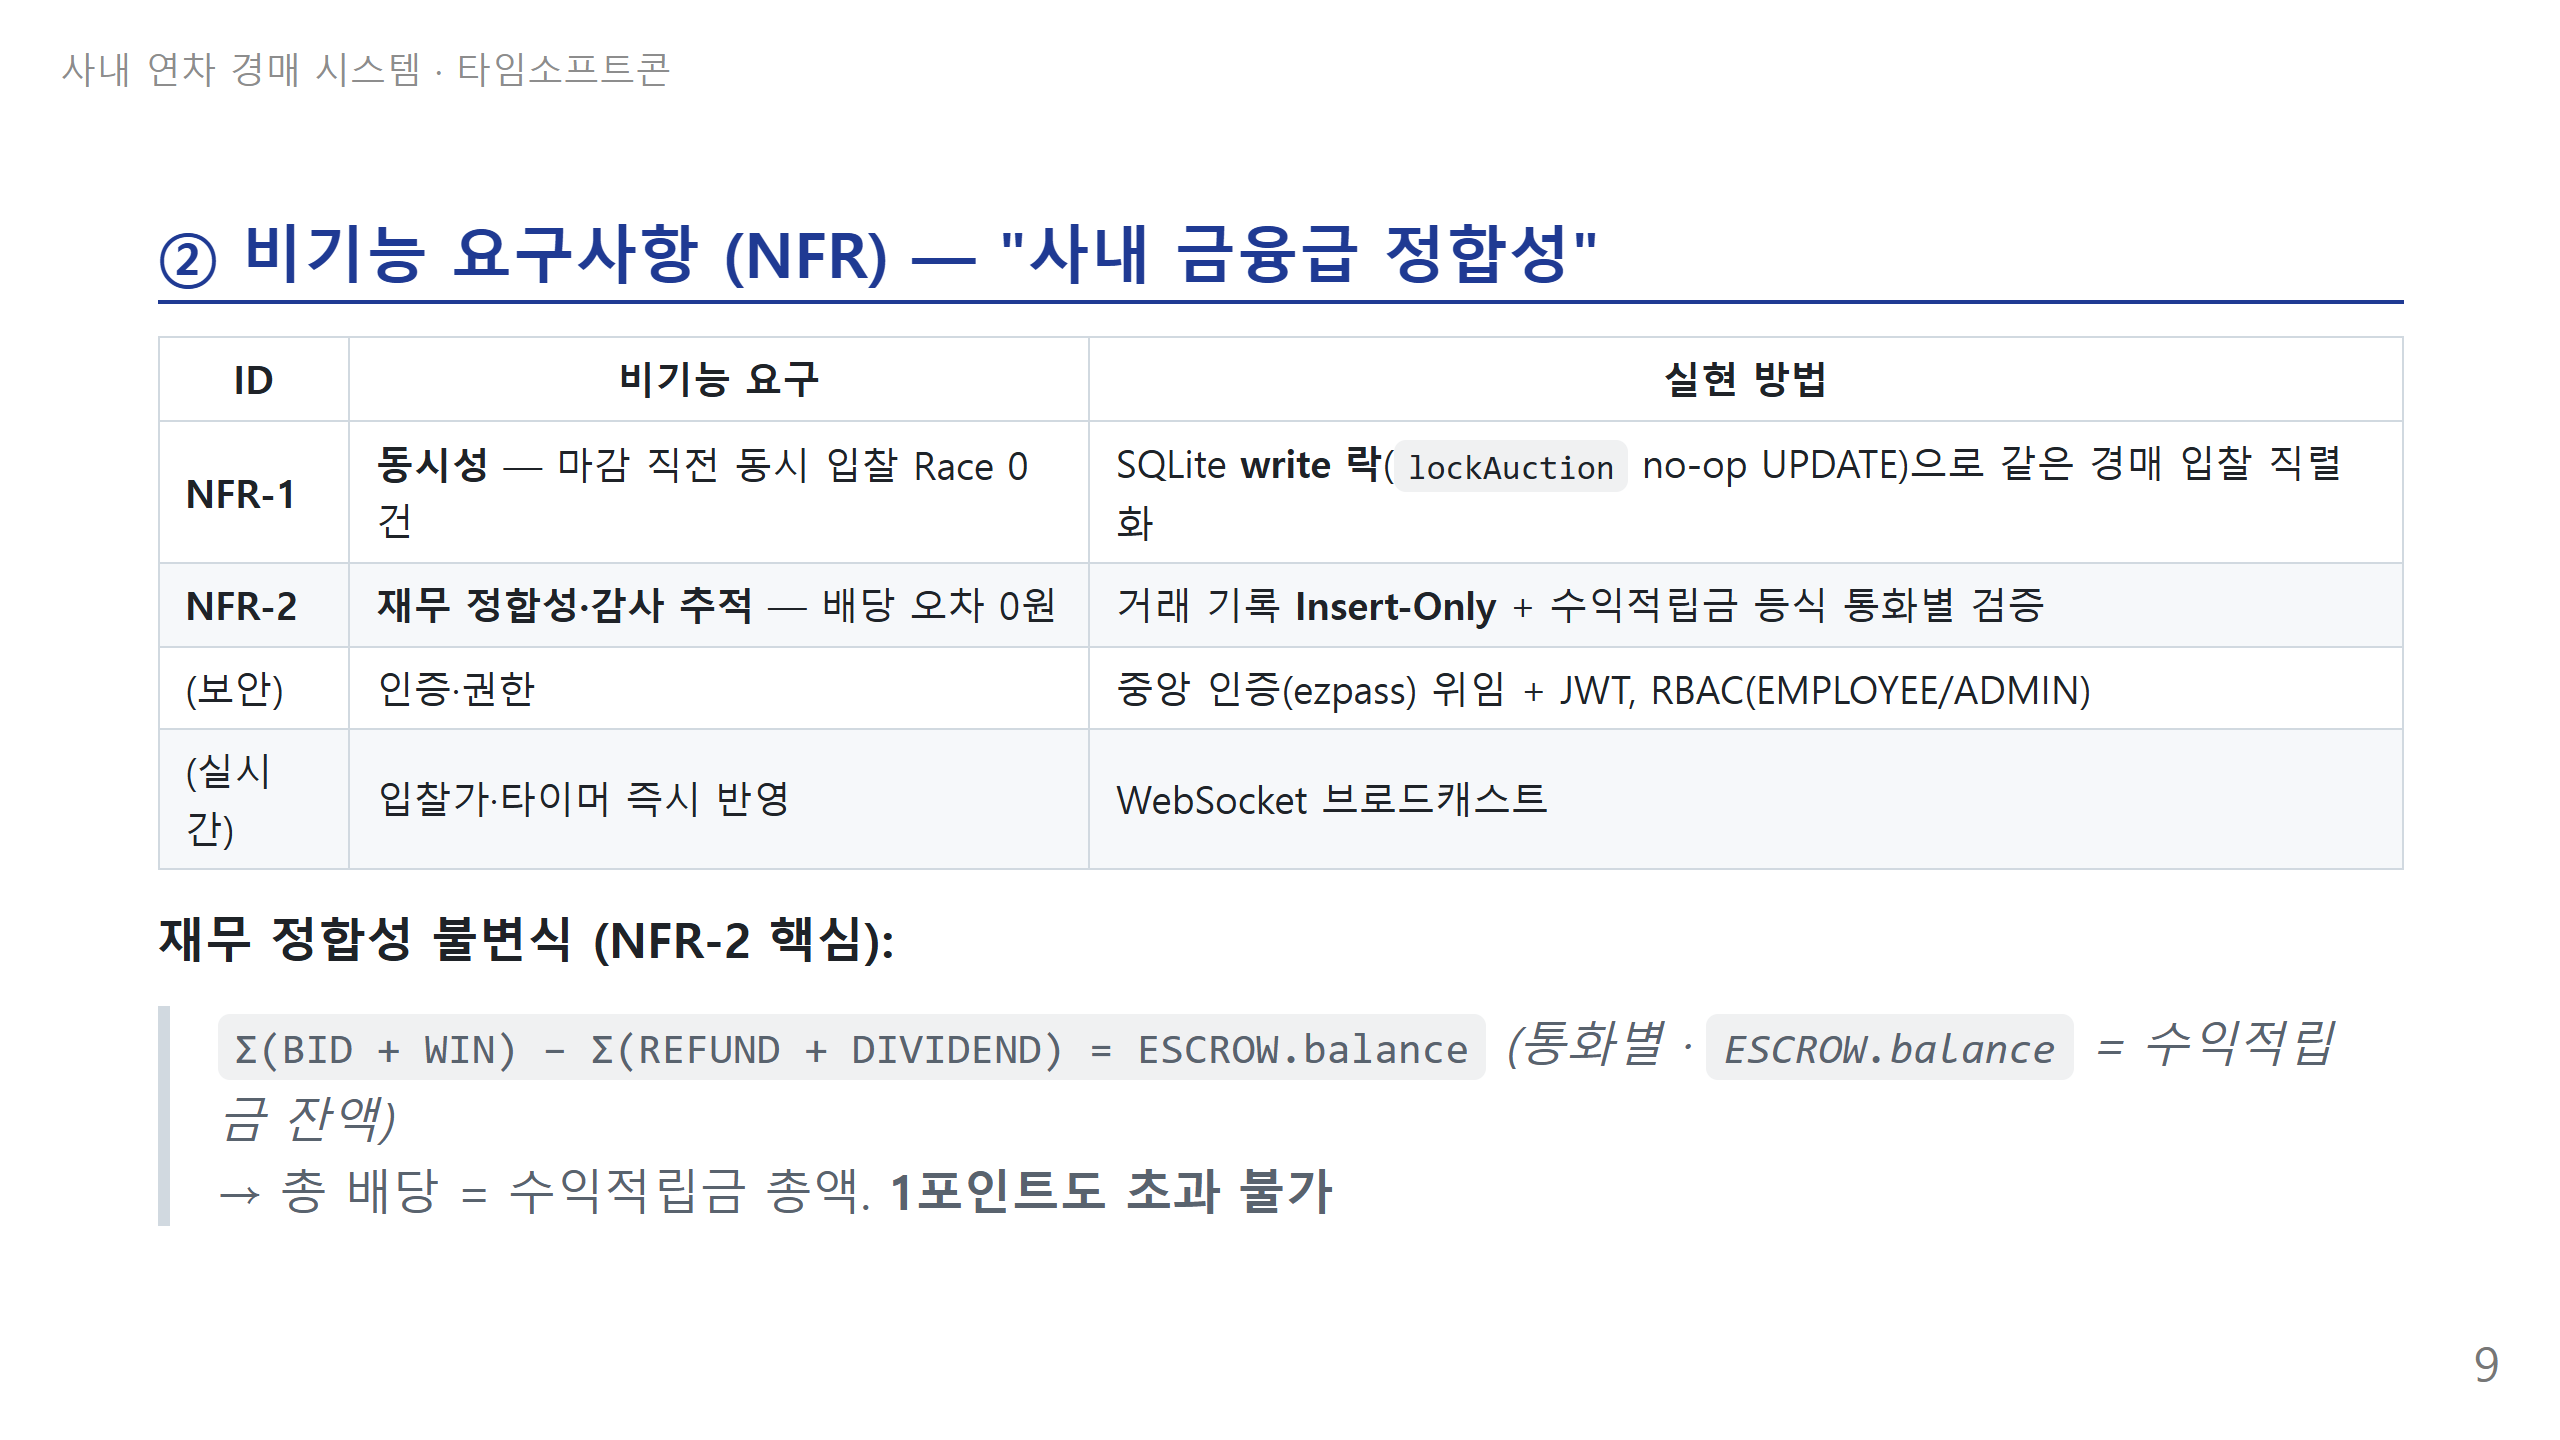 사내 연차 경매 시스템 · 타임소프트콘
② 비기능 요구사항 (NFR) — "사내 금융급 정합성"
ID 비기능 요구 실현 방법
NFR-1 동시성 — 마감 직전 동시 입찰 Race 0건 SQLite write 락( lockAuction no-op UPDATE)으로 같은 경매 입찰 직렬화
NFR-2 재무 정합성·감사 추적 — 배당 오차 0원 거래 기록 Insert-Only + 수익적립금 등식 통화별 검증
(보안) 인증·권한 중앙 인증(ezpass) 위임 + JWT, RBAC(EMPLOYEE/ADMIN)
(실시간) 입찰가·타이머 즉시 반영 WebSocket 브로드캐스트
재무 정합성 불변식 (NFR-2 핵심):
Σ(BID + WIN) − Σ(REFUND + DIVIDEND) = ESCROW.balance (통화별 · ESCROW.balance = 수익적립
금 잔액)
→ 총 배당 = 수익적립금 총액. 1포인트도 초과 불가
9